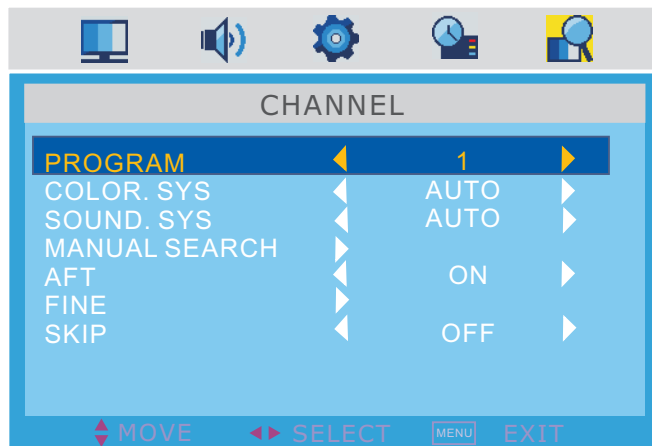 CHANNEL
PROGRAM 1
COLOR. SYS AUTO
SOUND. SYS AUTO
MANUAL SEARCH
AFT ON
FINE
SKIP OFF
MOVE SELECT MENU EXIT